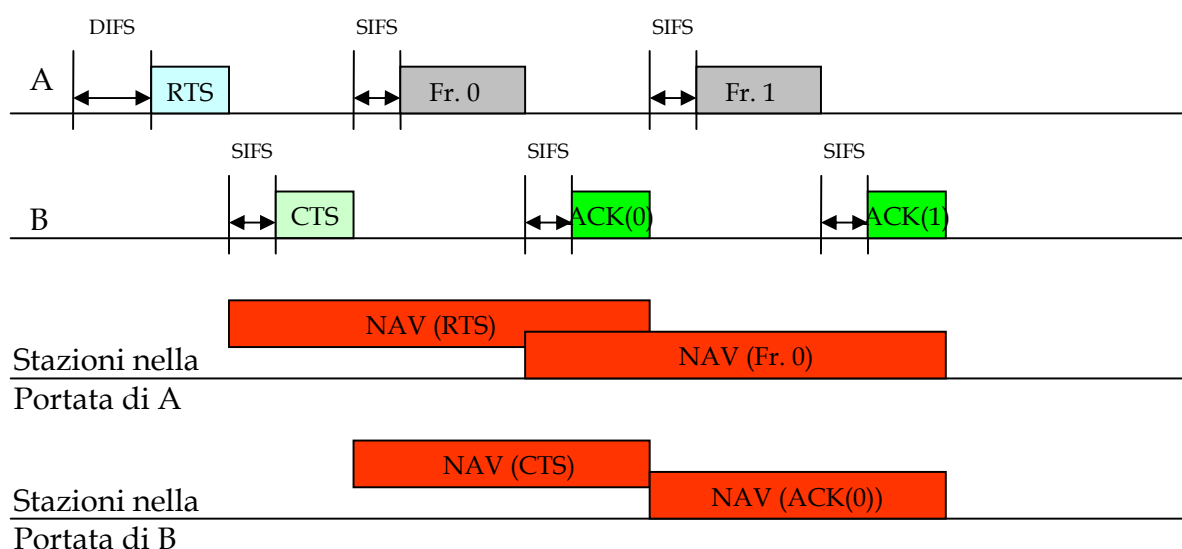 DIFS SIFS SIFS
A RTS Fr. 0 Fr. 1
SIFS SIFS SIFS
B CTS ACK(0) ACK(1)
NAV (RTS)
NAV (Fr. 0)
Stazioni nella
Portata di A
NAV (CTS)
NAV (ACK(0))
Stazioni nella
Portata di B